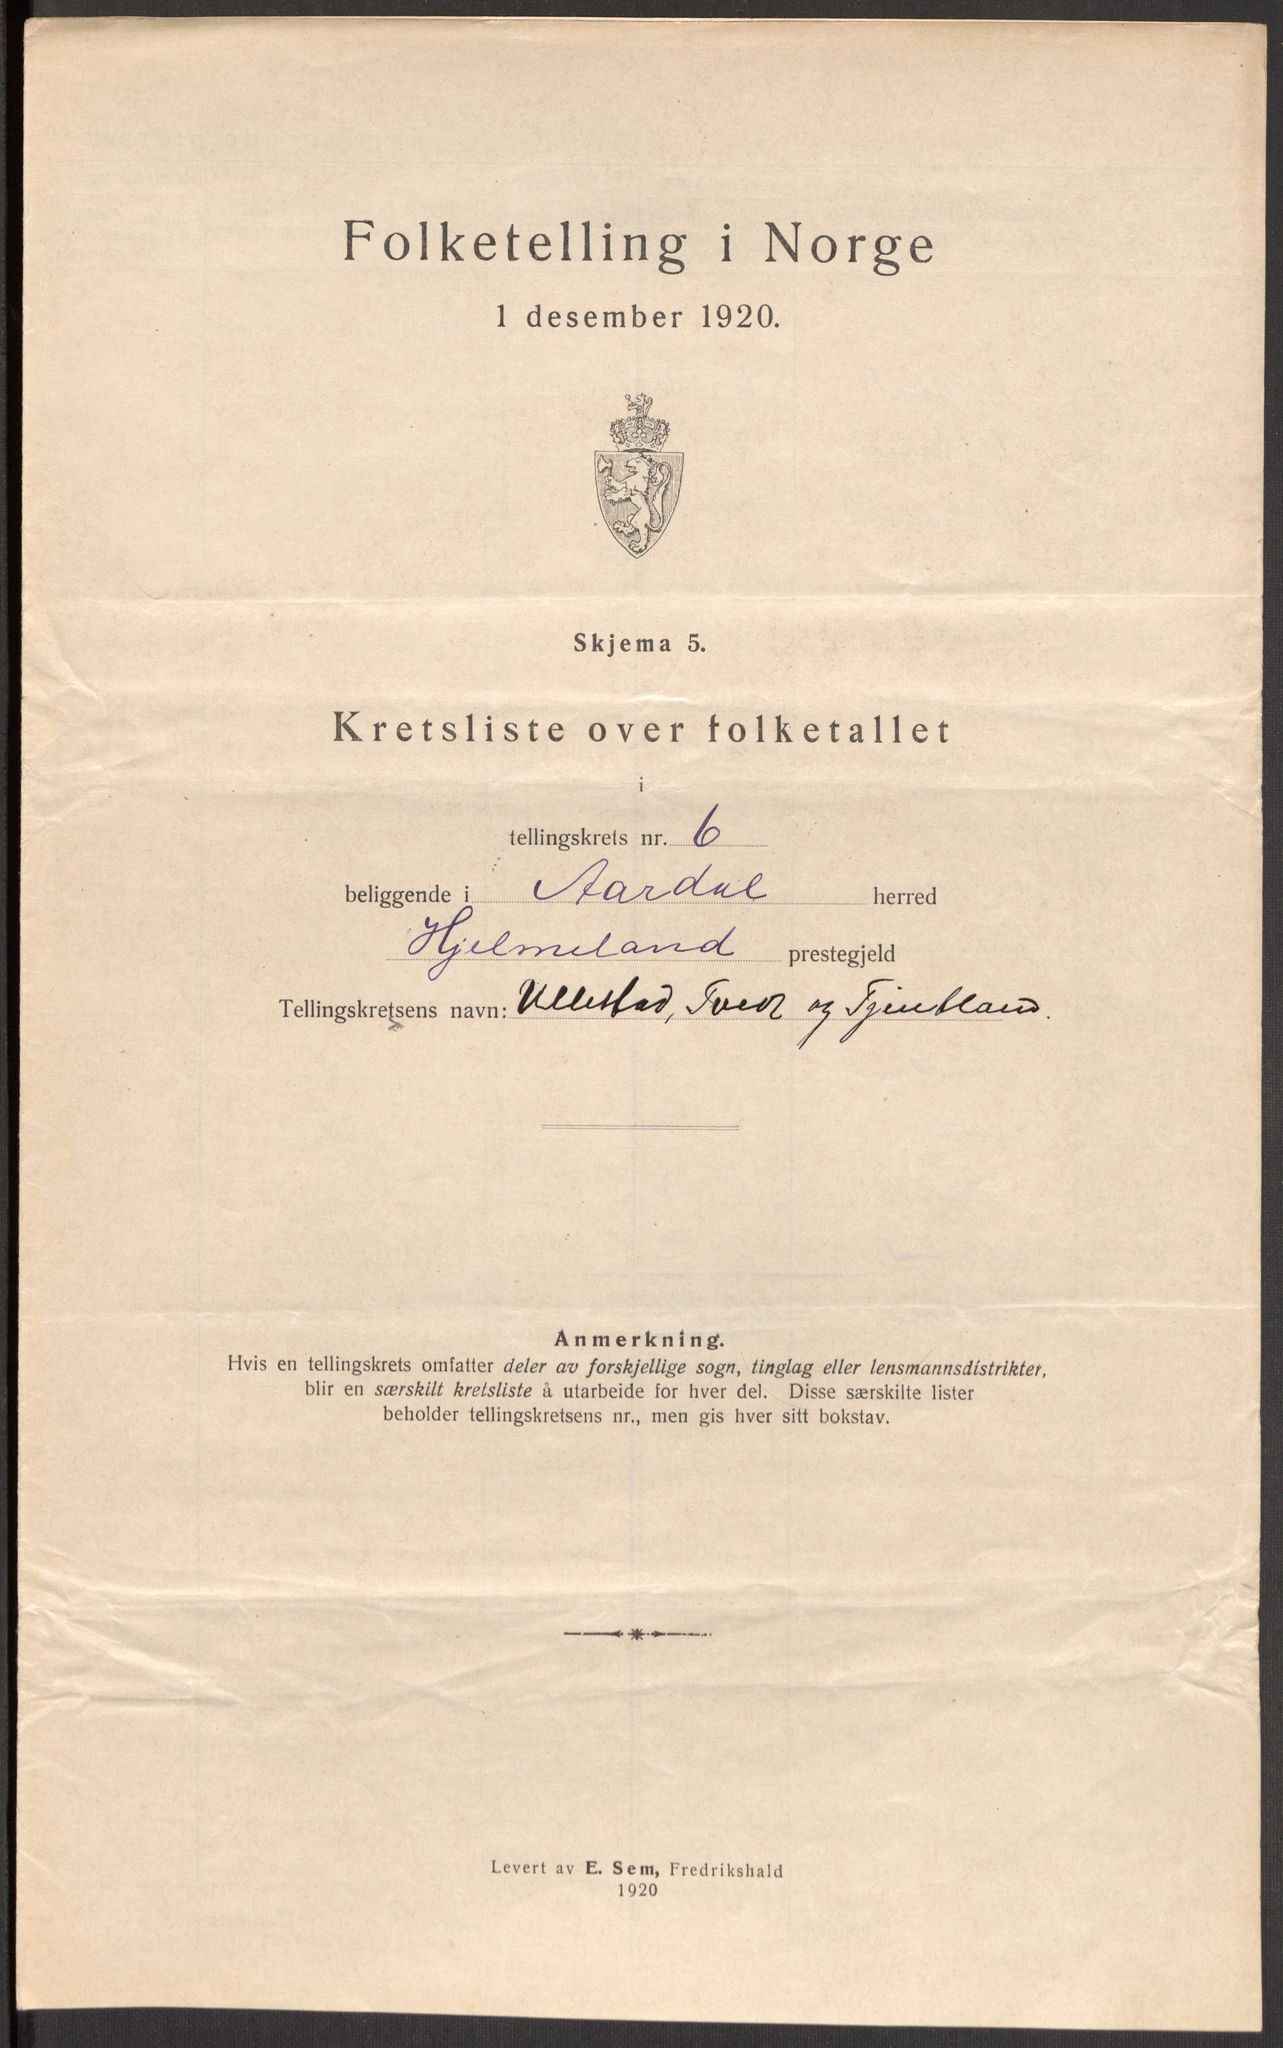 Folketelling i Norge
1 desember 1920.
Skjema 5.
Kretsliste over folketallet
i
tellingskrets nr. 6
beliggende i Aardal herred
Hjelmeland prestegjeld
Tellingskretsens navn: Ullestad, Tveit og Tjentland.
Anmerkning.
Hvis en tellingskrets omfatter deler av forskjellige sogn, tinglag eller lensmannsdistrikter,
blir en særskilt kretsliste å utarbeide for hver del. Disse særskilte lister
beholder tellingskretsens nr., men gis hver sitt bokstav.
Levert av E. Sem, Fredrikshald
1920